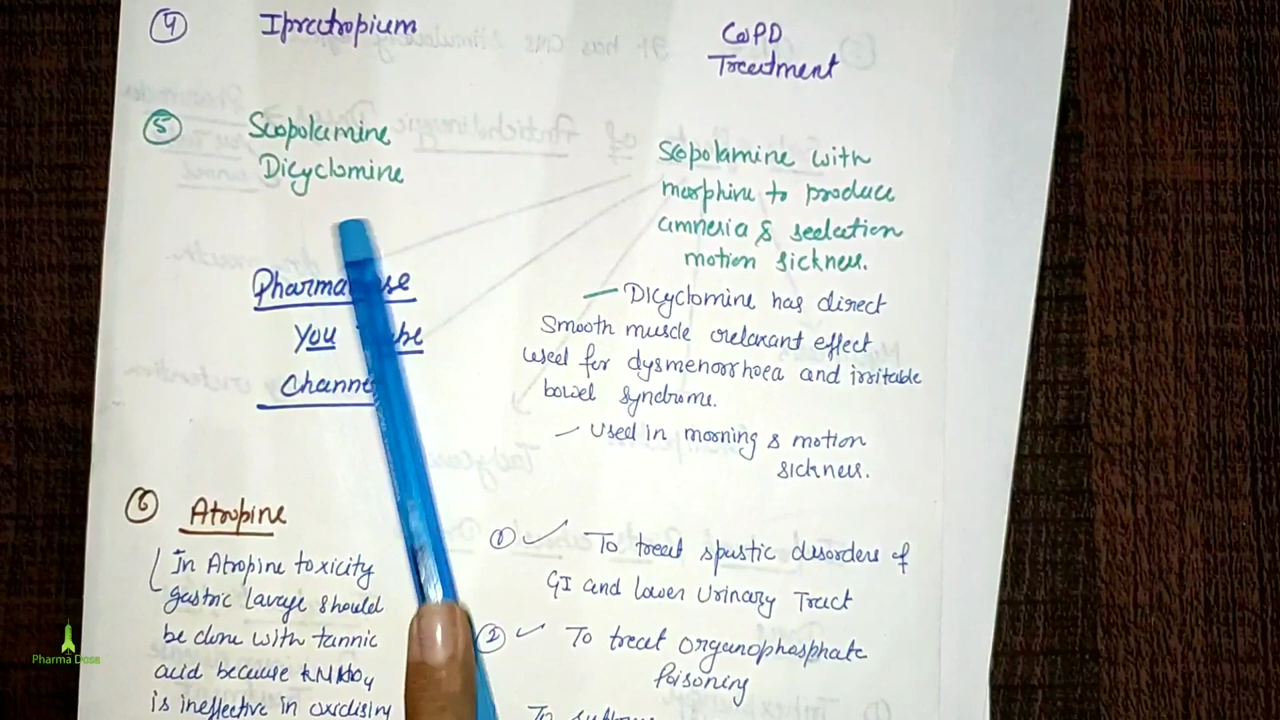 4 Ipratropium
COPD
Treatment
5 Scopolamine
Dicyclomine
Scopolamine with
morphine to produce
amnesia & sedation
motion sickness.
– Dicyclomine has direct
smooth muscle relaxant effect
used for dysmenorrhoea and irritable
bowel syndrome.
– Used in morning & motion
sickness.
Pharma
You
Channel
6 Atropine
In Atropine toxicity
gastric lavage should
be done with tannic
acid because
is ineffective in oxidising
1 ✓ To treat spastic disorders of
GI and Lower Urinary Tract
2 ✓ To treat organophosphate
Poisoning
To
Pharma Dosa